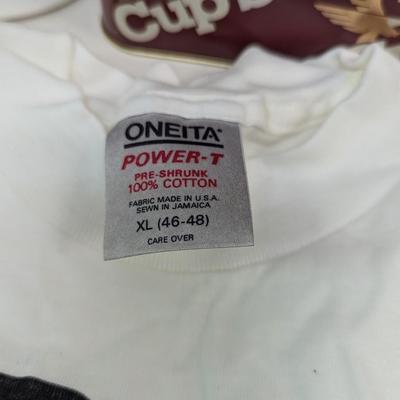 Cup
ONEITA
POWER-T
PRE-SHRUNK
100% COTTON
FABRIC MADE IN U.S.A.
SEWN IN JAMAICA
XL (46-48)
CARE OVER